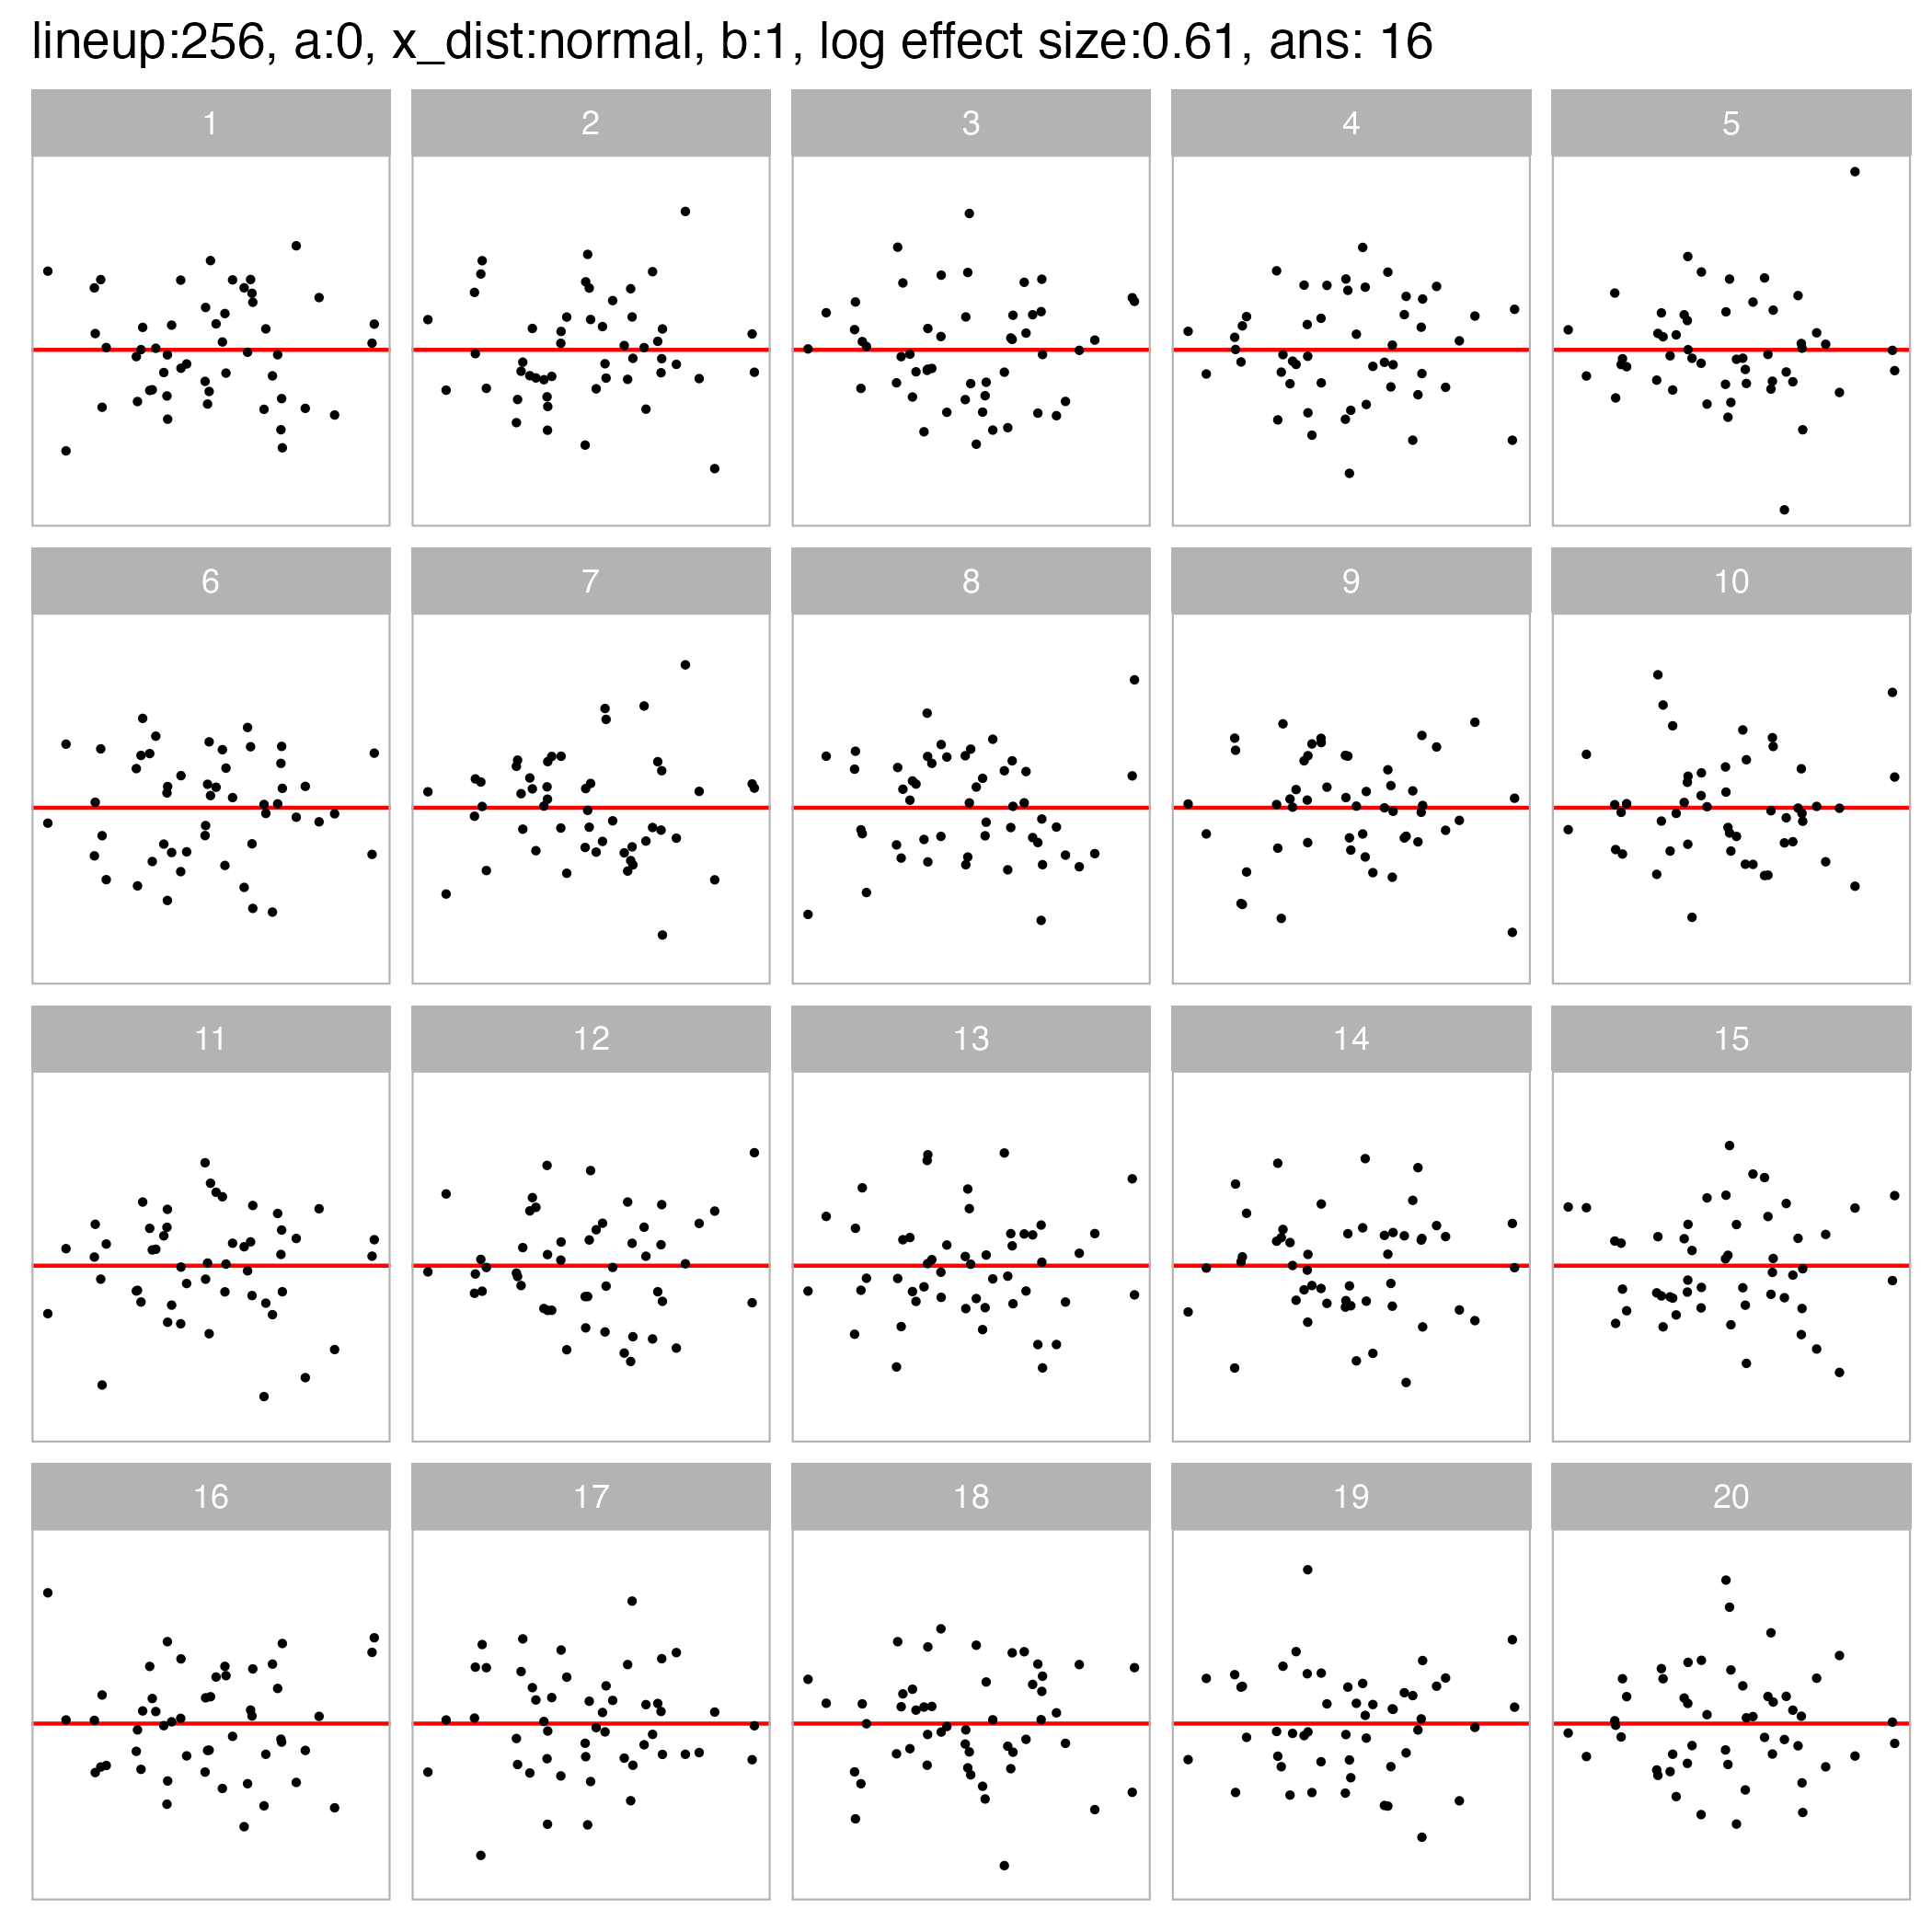 lineup:256, a:0, x_dist:normal, b:1, log effect size:0.61, ans: 16
1 2 3 4 5
6 7 8 9 10
11 12 13 14 15
16 17 18 19 20